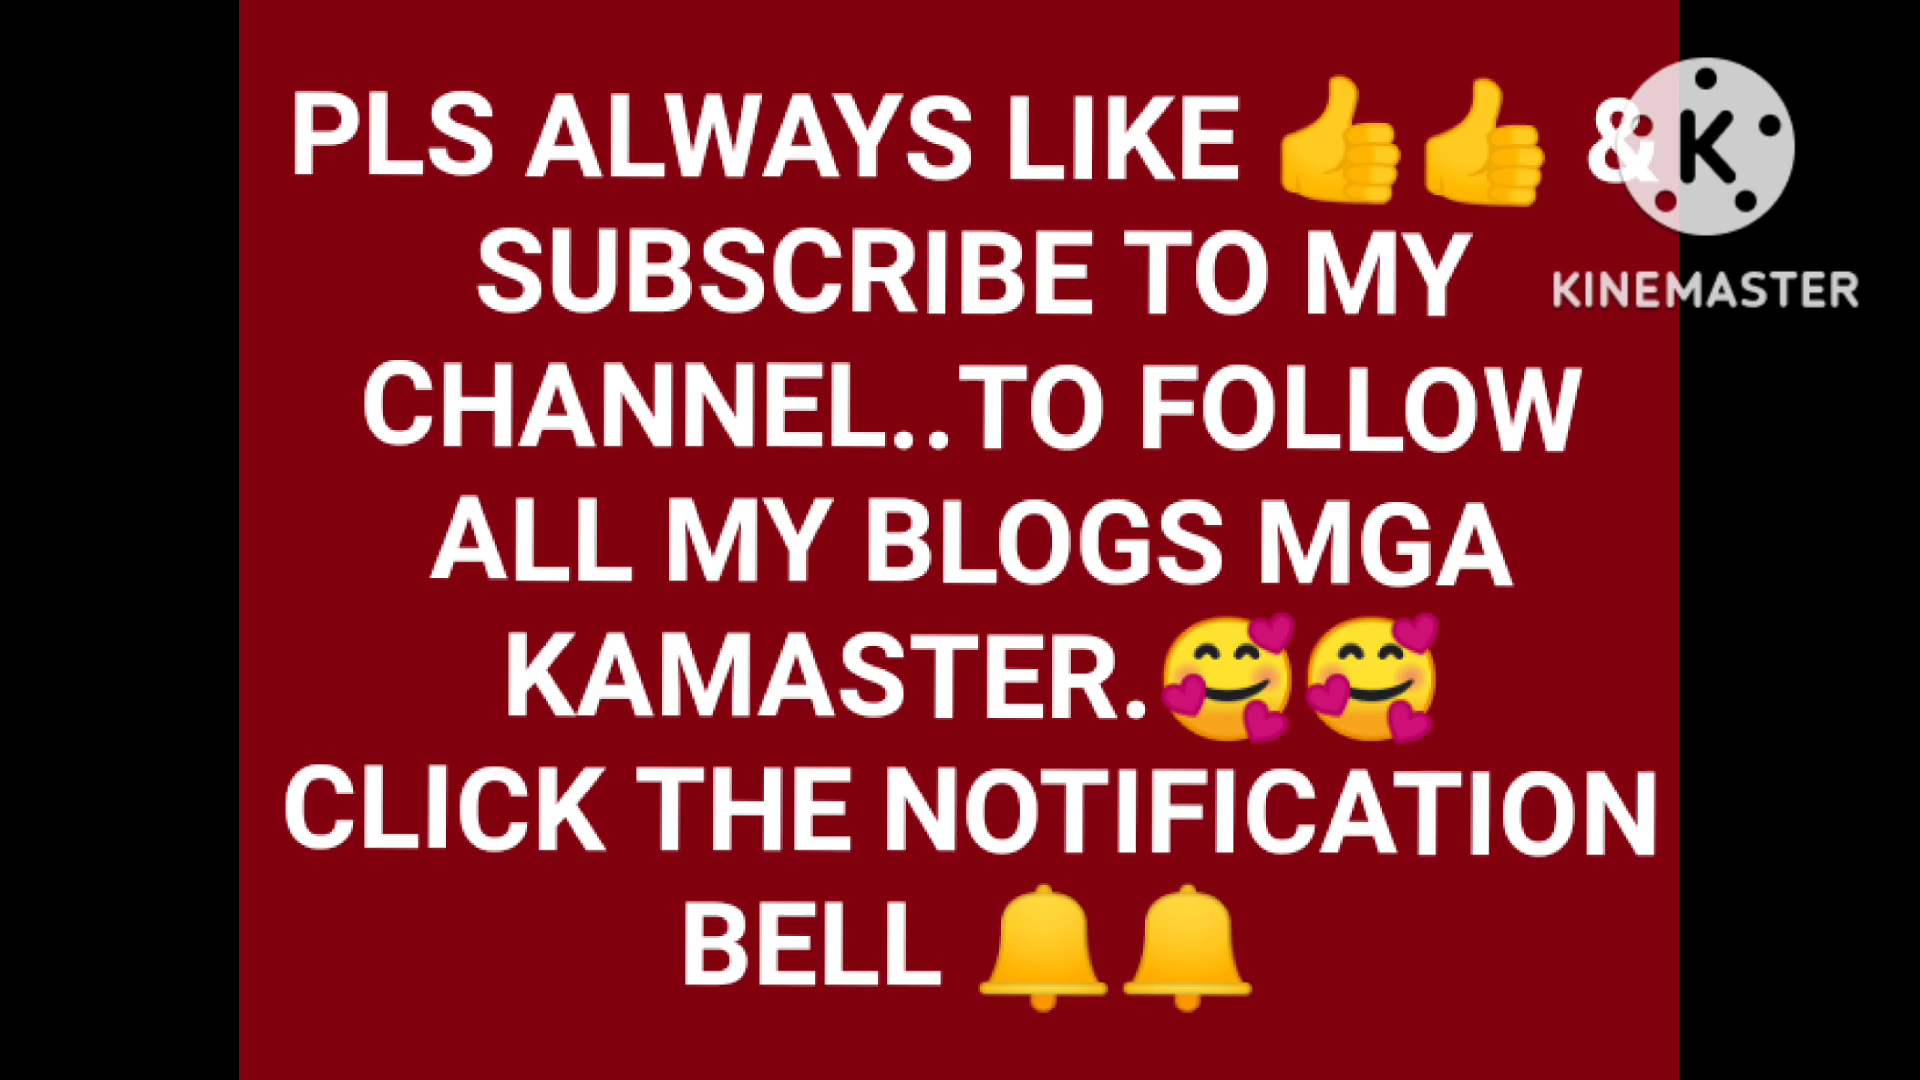 PLS ALWAYS LIKE 👍👍 &
SUBSCRIBE TO MY
CHANNEL..TO FOLLOW
ALL MY BLOGS MGA
KAMASTER.🥰🥰
CLICK THE NOTIFICATION
BELL 🔔🔔
K
KINEMASTER